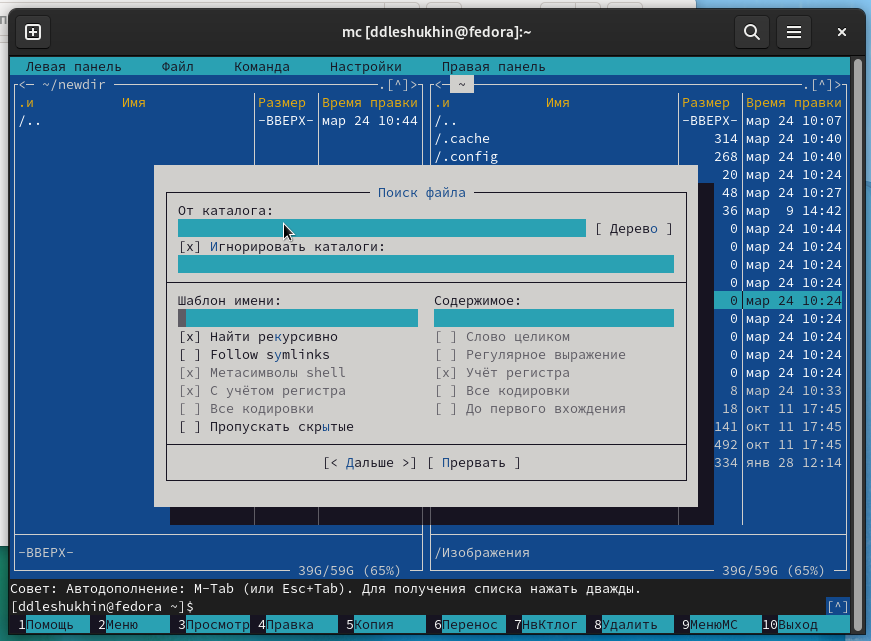 mc [ddleshukhin@fedora]:~
Левая панель Файл Команда Настройки Правая панель
<─ ~/newdir .[^]> <─ ~ .[^]>
.и Имя Размер Время правки .и Имя Размер Время правки
/.. -ВВЕРХ- мар 24 10:44 /.. -ВВЕРХ- мар 24 10:07
/.cache 314 мар 24 10:40
/.config 268 мар 24 10:40
20 мар 24 10:24
Поиск файла 48 мар 24 10:27
От каталога: 36 мар 9 14:42
[ Дерево ] 0 мар 24 10:44
[x] Игнорировать каталоги: 0 мар 24 10:24
0 мар 24 10:24
0 мар 24 10:24
Шаблон имени: Содержимое: 0 мар 24 10:24
0 мар 24 10:24
[x] Найти рекурсивно [ ] Слово целиком 0 мар 24 10:24
[ ] Follow symlinks [ ] Регулярное выражение 0 мар 24 10:24
[x] Метасимволы shell [x] Учёт регистра 0 мар 24 10:24
[x] С учётом регистра [ ] Все кодировки 8 мар 24 10:33
[ ] Все кодировки [ ] До первого вхождения 18 окт 11 17:45
[ ] Пропускать скрытые 141 окт 11 17:45
492 окт 11 17:45
[< Дальше >] [ Прервать ] 334 янв 28 12:14
-ВВЕРХ- /Изображения
39G/59G (65%) 39G/59G (65%)
Совет: Автодополнение: M-Tab (или Esc+Tab). Для получения списка нажать дважды.
[ddleshukhin@fedora ~]$ [^]
1Помощь 2Меню 3Просмотр 4Правка 5Копия 6Перенос 7НвКтлог 8Удалить 9МенюМС 10Выход